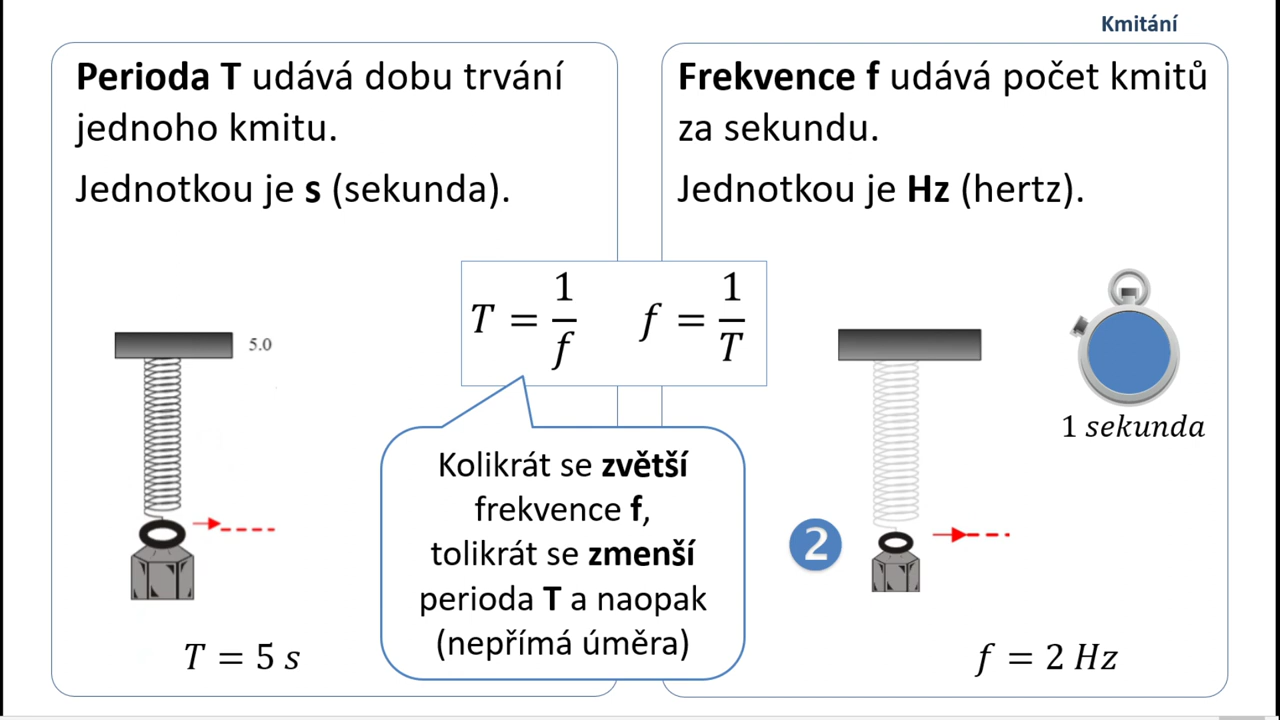 Kmitání
Perioda T udává dobu trvání
jednoho kmitu.
Jednotkou je s (sekunda).
Frekvence f udává počet kmitů
za sekundu.
Jednotkou je Hz (hertz).
T = 1/f
f = 1/T
5.0
1 sekunda
Kolikrát se zvětší
frekvence f,
tolikrát se zmenší
perioda T a naopak
(nepřímá úměra)
2
T = 5 s
f = 2 Hz